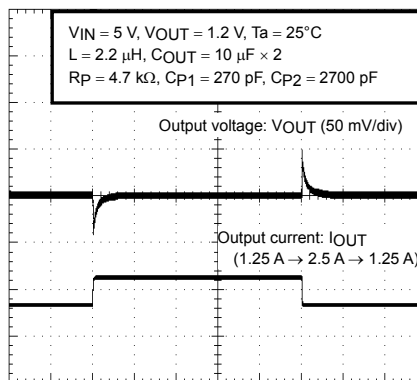 VIN = 5 V, VOUT = 1.2 V, Ta = 25°C
L = 2.2 μH, COUT = 10 μF × 2
RP = 4.7 kΩ, CP1 = 270 pF, CP2 = 2700 pF
Output voltage: VOUT (50 mV/div)
Output current: IOUT
(1.25 A → 2.5 A → 1.25 A)